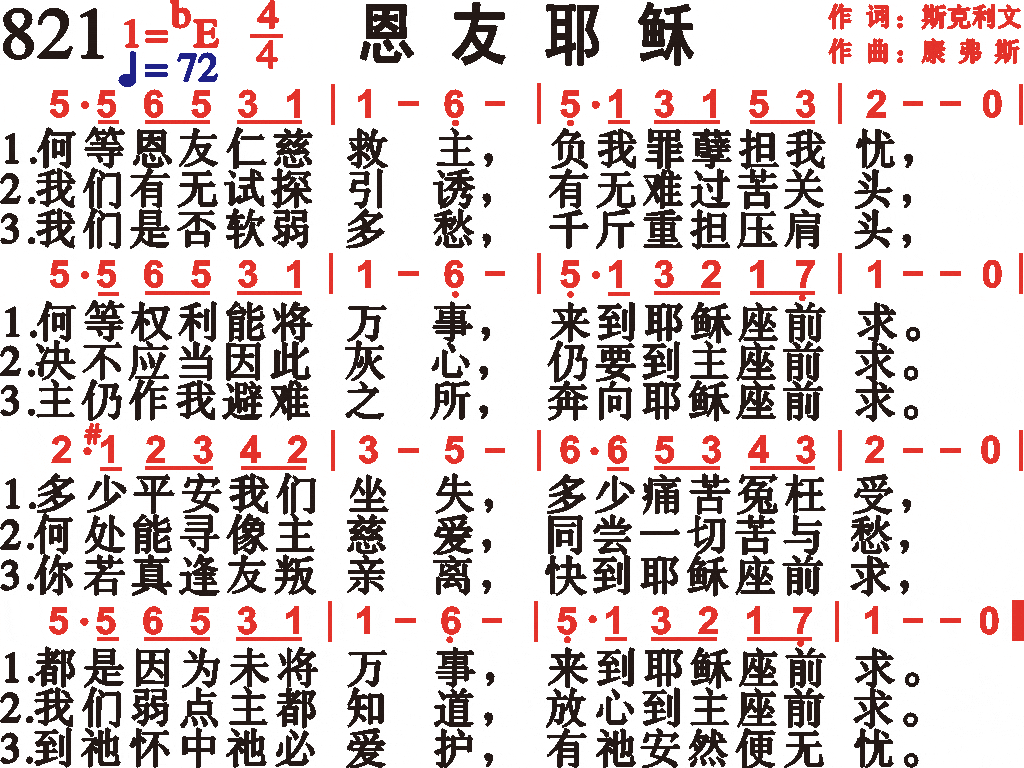 821 1=♭E 4/4 恩友耶稣 作词：斯克利文
♩=72 作曲：康弗斯
5·5 6 5 3 1 | 1 - 6 - | 5·1 3 1 5 3 | 2 - - 0 |
1.何等恩友仁慈救主，负我罪孽担我忧，
2.我们有无试探引诱，有无难过苦关头，
3.我们是否软弱多愁，千斤重担压肩头，
5·5 6 5 3 1 | 1 - 6 - | 5·1 3 2 1 7 | 1 - - 0 |
1.何等权利能将万事，来到耶稣座前求。
2.决不应当因此灰心，仍要到主座前求。
3.主仍作我避难之所，奔向耶稣座前求。
2·#1 2 3 4 2 | 3 - 5 - | 6·6 5 3 4 3 | 2 - - 0 |
1.多少平安我们坐失，多少痛苦冤枉受，
2.何处能寻像主慈爱，同尝一切苦与愁，
3.你若真逢友叛亲离，快到耶稣座前求，
5·5 6 5 3 1 | 1 - 6 - | 5·1 3 2 1 7 | 1 - - 0
1.都是因为未将万事，来到耶稣座前求。
2.我们弱点主都知道，放心到主座前求。
3.到祂怀中祂必爱护，有祂安然便无忧。